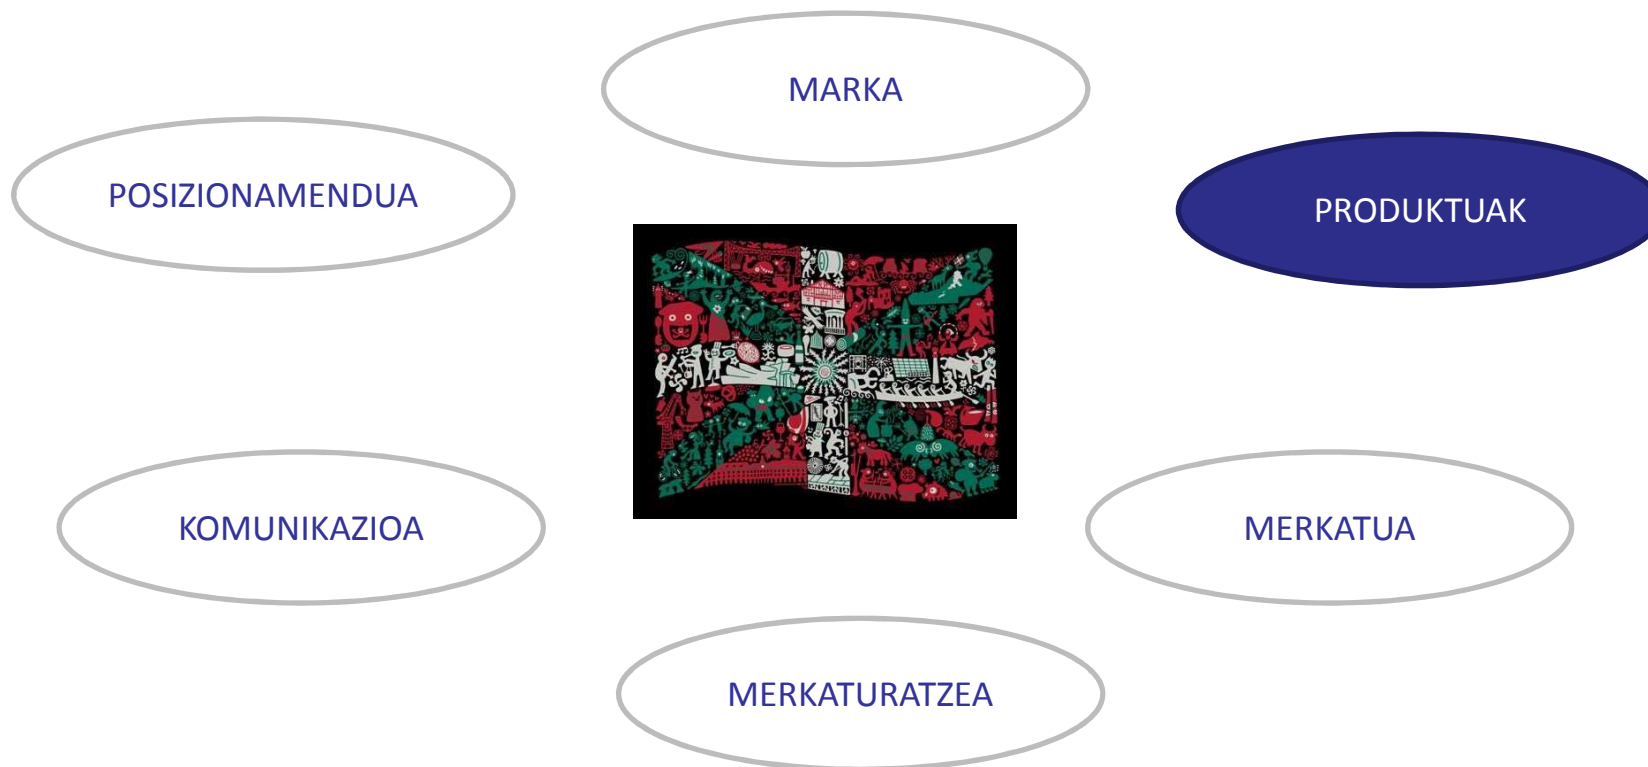 MARKA
POSIZIONAMENDUA
PRODUKTUAK
KOMUNIKAZIOA
MERKATUA
MERKATURATZEA